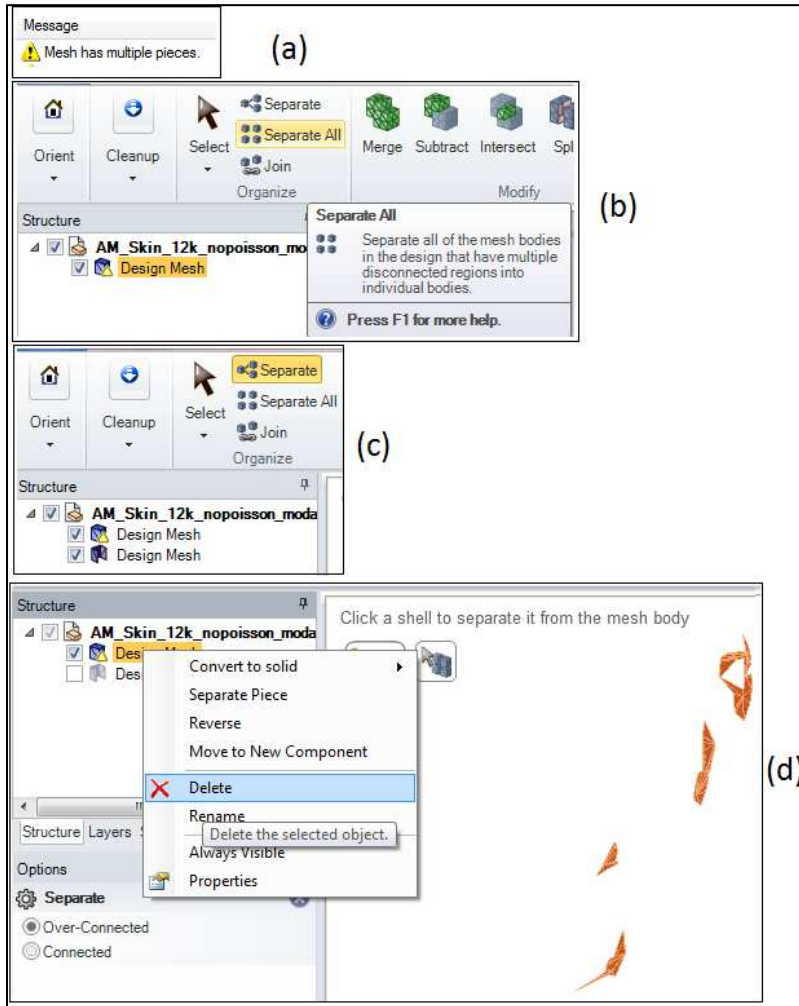 Message
Mesh has multiple pieces.
(a)
Orient
Cleanup
Select
Separate
Separate All
Join
Organize
Merge
Subtract
Intersect
Spl
Modify
Structure
AM_Skin_12k_nopoisson_mo
Design Mesh
Separate All
Separate all of the mesh bodies
in the design that have multiple
disconnected regions into
individual bodies.
Press F1 for more help.
(b)
Orient
Cleanup
Select
Separate
Separate All
Join
Organize
(c)
Structure
AM_Skin_12k_nopoisson_moda
Design Mesh
Design Mesh
Structure
AM_Skin_12k_nopoisson_moda
Des
Des
Click a shell to separate it from the mesh body
Convert to solid
Separate Piece
Reverse
Move to New Component
Delete
Rename
Delete the selected object.
Always Visible
Properties
(d)
Structure Layers
Options
Separate
Over-Connected
Connected